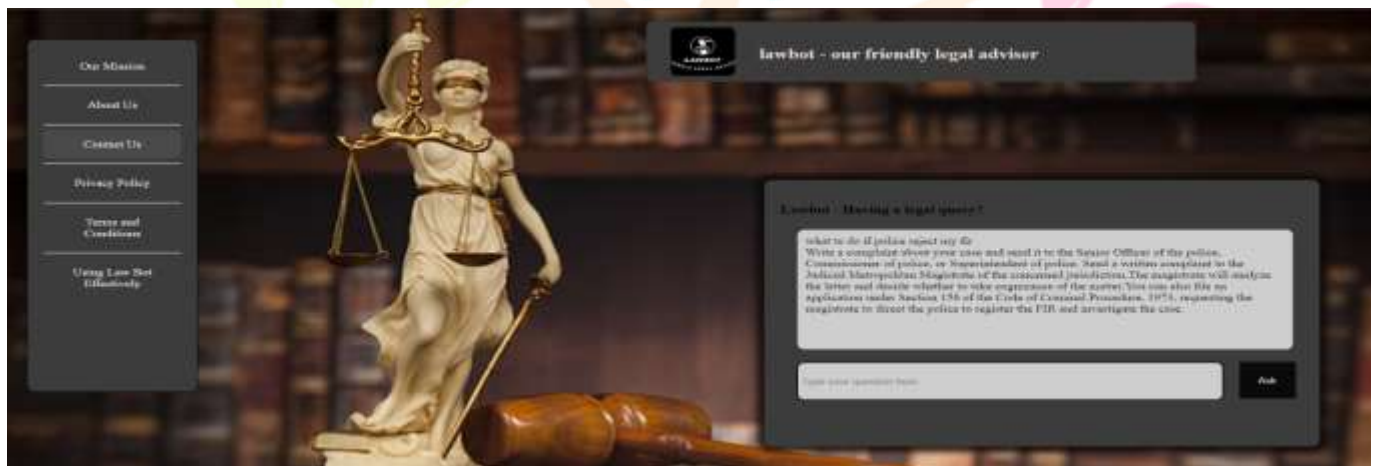 Our Mission
About Us
Contact Us
Privacy Policy
Terms and
Conditions
Using Law Bot
Effectively
LAWBOT
lawbot - our friendly legal adviser
Lawbot - Having a legal query?
what to do if police reject my fir
Write a complaint about your case and send it to the Senior Officer of the police,
Commissioner of police, or Superintendent of police. Send a written complaint to the
Judicial Metropolitan Magistrate of the concerned jurisdiction.The magistrate will analyze
the letter and decide whether to take cognizance of the matter.You can also file an
application under Section 156 of the Code of Criminal Procedure, 1973, requesting the
magistrate to direct the police to register the FIR and investigate the case.
Type your question here
Ask